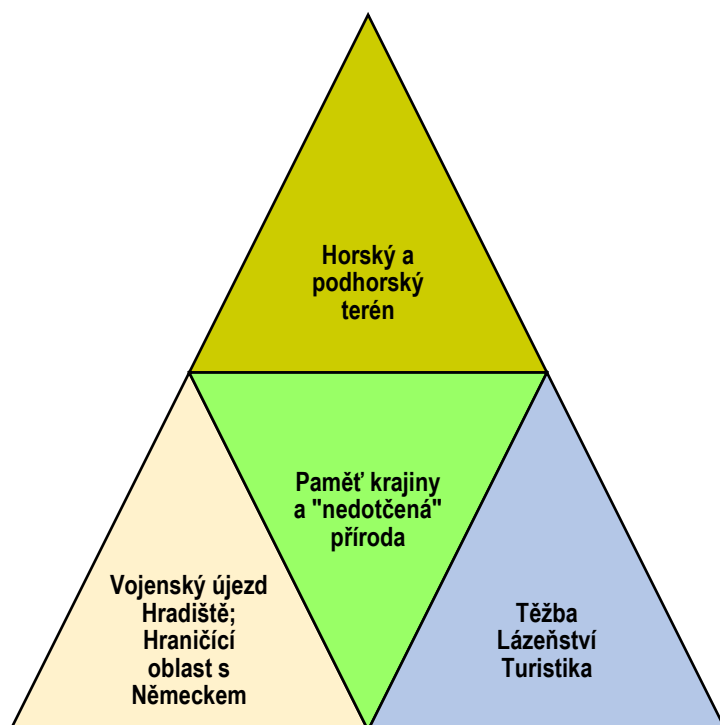 Horský a
podhorský
terén
Paměť krajiny
a "nedotčená"
příroda
Vojenský újezd
Hradiště;
Hraničící
oblast s
Německem
Těžba
Lázeňství
Turistika